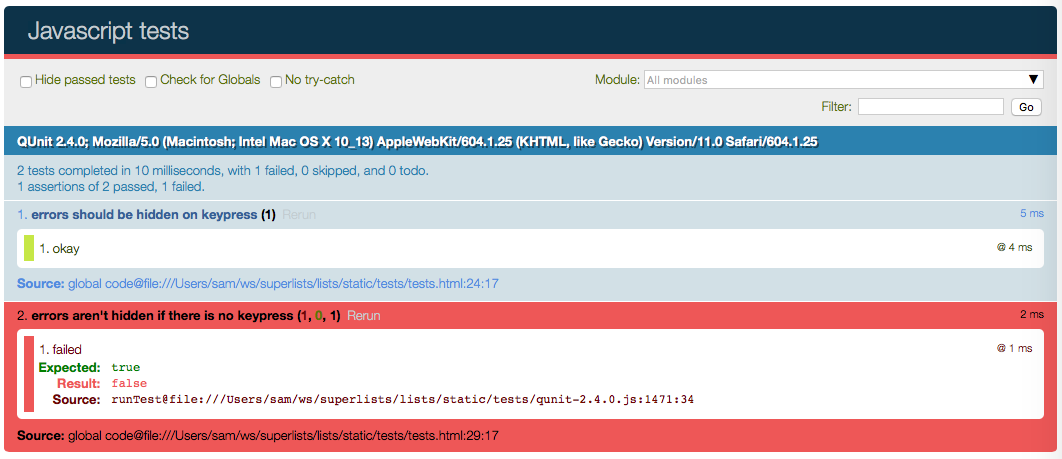 Javascript tests
Hide passed tests Check for Globals No try-catch Module: All modules ▼
Filter: Go
QUnit 2.4.0; Mozilla/5.0 (Macintosh; Intel Mac OS X 10_13) AppleWebKit/604.1.25 (KHTML, like Gecko) Version/11.0 Safari/604.1.25
2 tests completed in 10 milliseconds, with 1 failed, 0 skipped, and 0 todo.
1 assertions of 2 passed, 1 failed.
1. errors should be hidden on keypress (1) Rerun 5 ms
1. okay @ 4 ms
Source: global code@file:///Users/sam/ws/superlists/lists/static/tests/tests.html:24:17
2. errors aren't hidden if there is no keypress (1, 0, 1) Rerun 2 ms
1. failed @ 1 ms
Expected: true
Result: false
Source: runTest@file:///Users/sam/ws/superlists/lists/static/tests/qunit-2.4.0.js:1471:34
Source: global code@file:///Users/sam/ws/superlists/lists/static/tests/tests.html:29:17